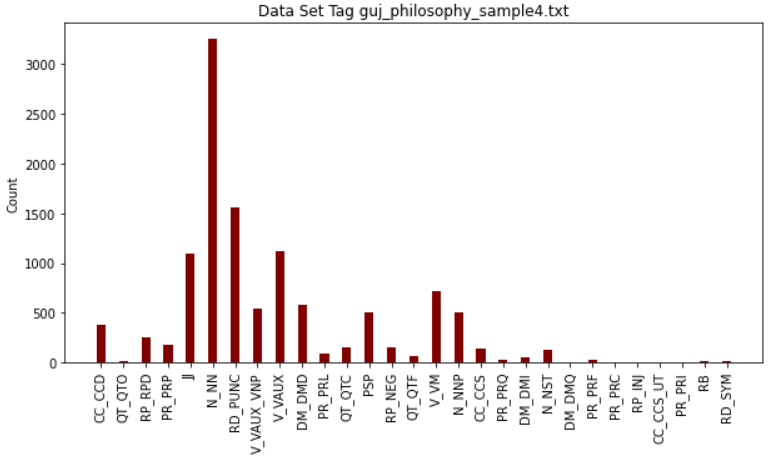 Data Set Tag guj_philosophy_sample4.txt
Count
3000
2500
2000
1500
1000
500
0
CC_CCD
QT_QTO
RP_RPD
PR_PRP
JJ
N_NN
RD_PUNC
V_VAUX_VNP
V_VAUX
DM_DMD
PR_PRL
QT_QTC
PSP
RP_NEG
QT_QTF
V_VM
N_NNP
CC_CCS
PR_PRQ
DM_DMI
N_NST
DM_DMQ
PR_PRF
PR_PRC
RP_INJ
CC_CCS_UT
PR_PRI
RB
RD_SYM